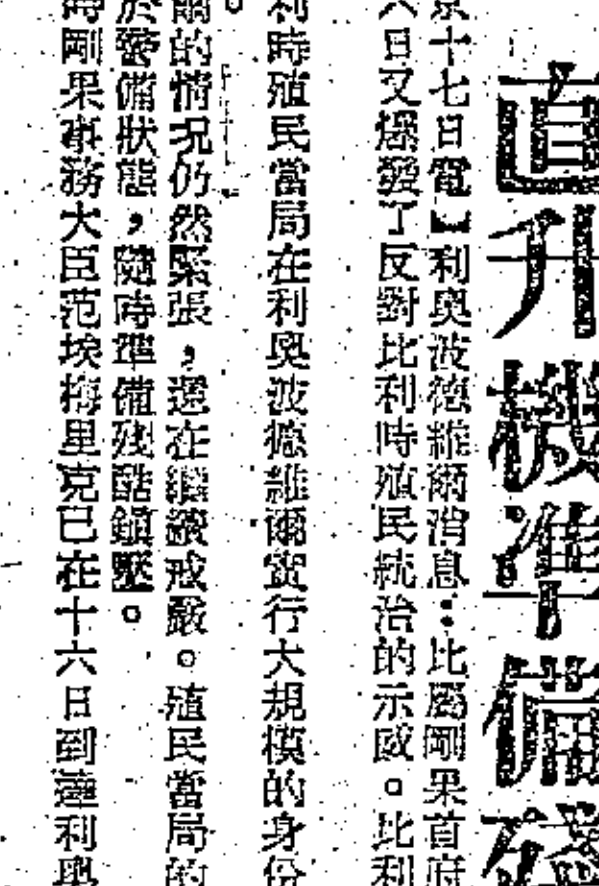 直升機準備殘
京十七日電】利奧波德維爾消息：比屬剛果首府
六日又爆發了反對比利時殖民統治的示威。比利
利時殖民當局在利奧波德維爾實行大規模的身份
。
爾的情況仍然緊張，還在繼續戒嚴。殖民當局的
於警備狀態，隨時準備殘酷鎮壓。
時剛果事務大臣范埃梅里克已在十六日到達利奧